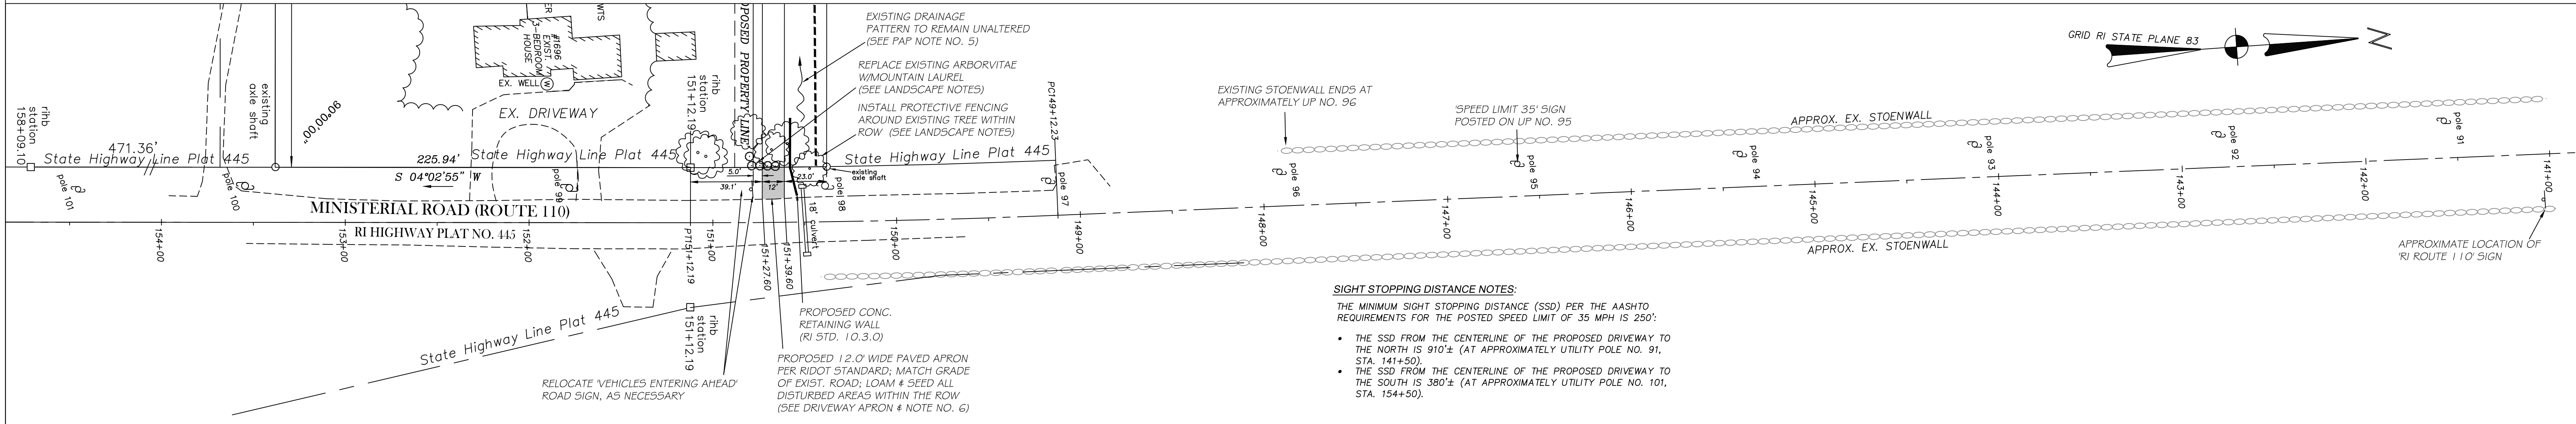 EXISTING DRAINAGE
PATTERN TO REMAIN UNALTERED
(SEE PAP NOTE NO. 5)
REPLACE EXISTING ARBORVITAE
W/MOUNTAIN LAUREL
(SEE LANDSCAPE NOTES)
INSTALL PROTECTIVE FENCING
AROUND EXISTING TREE WITHIN
ROW (SEE LANDSCAPE NOTES)
GRID RI STATE PLANE 83
N
#1696
EXIST.
3-BEDROOM
HOUSE
ER
WTS
EX. WELL
W
EX. DRIVEWAY
OPOSED PROPERTY LINE
rihb
station
151+12.19
rihb
station
158+09.10
existing
axle shaft
90°00'00"
471.36'
State Highway Line Plat 445
225.94'
State Highway Line Plat 445
S 04°02'55" W
State Highway Line Plat 445
existing
axle shaft
5.0'
39.1'
12'
23.0'
18' culvert
PC149+12.23
pole 101
pole 100
pole 99
pole 98
pole 97
pole 96
pole 95
pole 94
pole 93
pole 92
pole 91
EXISTING STOENWALL ENDS AT
APPROXIMATELY UP NO. 96
'SPEED LIMIT 35' SIGN
POSTED ON UP NO. 95
APPROX. EX. STOENWALL
MINISTERIAL ROAD (ROUTE 110)
RI HIGHWAY PLAT NO. 445
154+00
153+00
152+00
PT151+12.19
151+00
151+27.60
151+39.60
150+00
149+00
148+00
147+00
146+00
145+00
144+00
143+00
142+00
141+00
APPROX. EX. STOENWALL
APPROXIMATE LOCATION OF
'RI ROUTE 110' SIGN
rihb
station
151+12.19
State Highway Line Plat 445
PROPOSED CONC.
RETAINING WALL
(RI STD. 10.3.0)
PROPOSED 12.0' WIDE PAVED APRON
PER RIDOT STANDARD; MATCH GRADE
OF EXIST. ROAD; LOAM & SEED ALL
DISTURBED AREAS WITHIN THE ROW
(SEE DRIVEWAY APRON & NOTE NO. 6)
RELOCATE 'VEHICLES ENTERING AHEAD'
ROAD SIGN, AS NECESSARY
SIGHT STOPPING DISTANCE NOTES:
THE MINIMUM SIGHT STOPPING DISTANCE (SSD) PER THE AASHTO
REQUIREMENTS FOR THE POSTED SPEED LIMIT OF 35 MPH IS 250':
• THE SSD FROM THE CENTERLINE OF THE PROPOSED DRIVEWAY TO
THE NORTH IS 910'± (AT APPROXIMATELY UTILITY POLE NO. 91,
STA. 141+50).
• THE SSD FROM THE CENTERLINE OF THE PROPOSED DRIVEWAY TO
THE SOUTH IS 380'± (AT APPROXIMATELY UTILITY POLE NO. 101,
STA. 154+50).